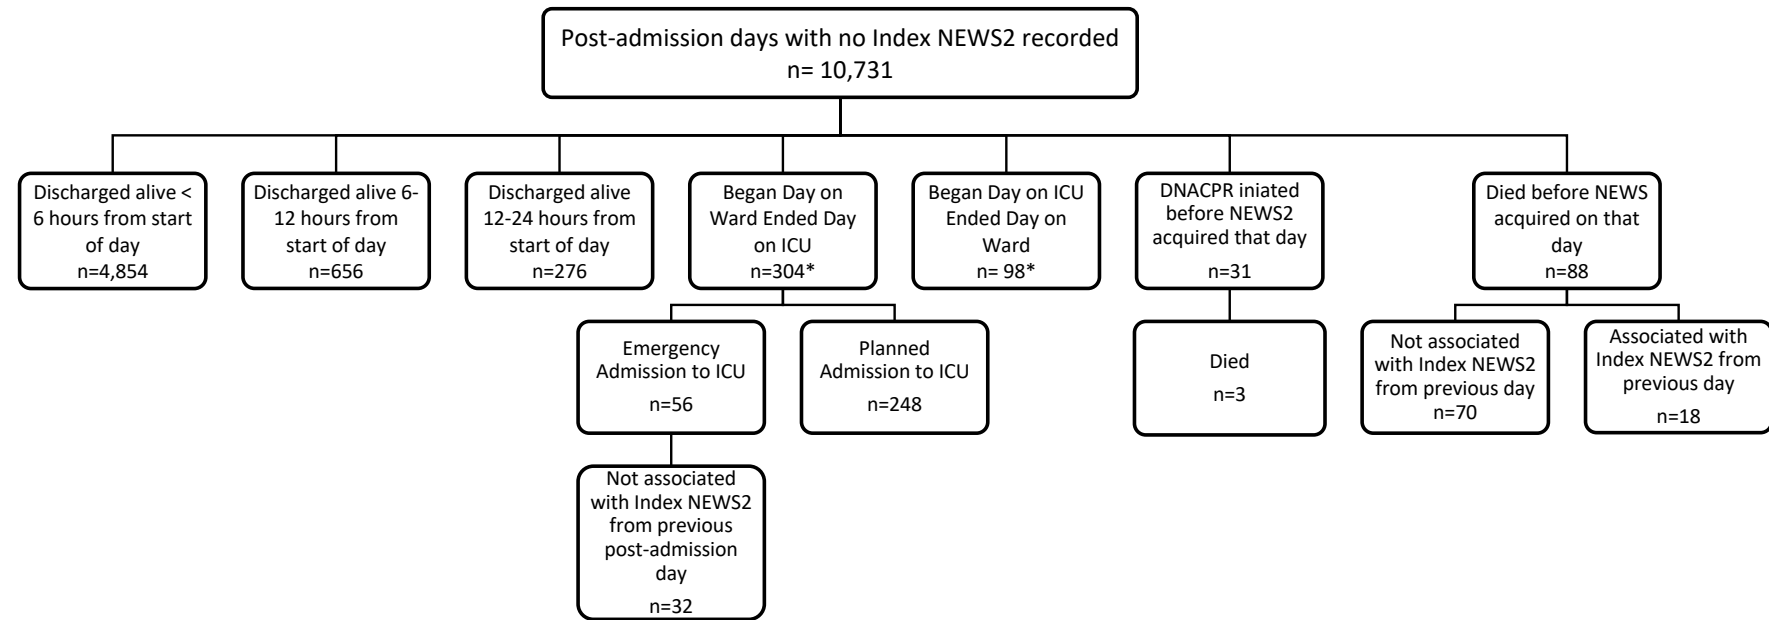 Post-admission days with no Index NEWS2 recorded
n= 10,731
Discharged alive <
6 hours from start
of day
n=4,854
Discharged alive 6-
12 hours from
start of day
n=656
Discharged alive
12-24 hours from
start of day
n=276
Began Day on
Ward Ended Day
on ICU
n=304*
Began Day on ICU
Ended Day on
Ward
n= 98*
DNACPR iniated
before NEWS2
acquired that day
n=31
Died before NEWS
acquired on that
day
n=88
Emergency
Admission to ICU
n=56
Planned
Admission to ICU
n=248
Died
n=3
Not associated
with Index NEWS2
from previous day
n=70
Associated with
Index NEWS2 from
previous day
n=18
Not associated
with Index NEWS2
from previous
post-admission
day
n=32